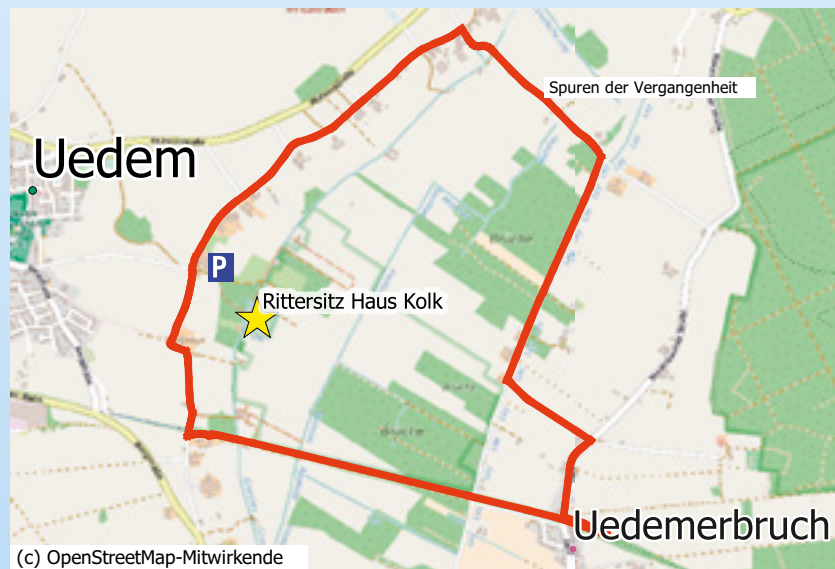 Spuren der Vergangenheit
Uedem
P
Rittersitz Haus Kolk
Uedemerbruch
(c) OpenStreetMap-Mitwirkende